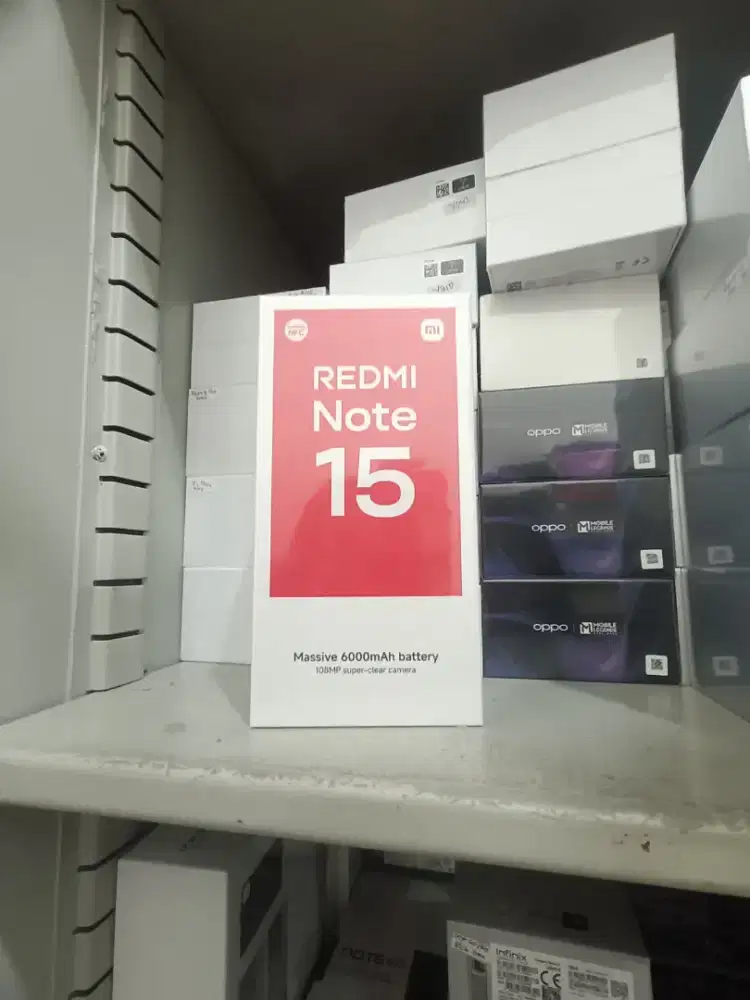 NFC
mi
REDMI
Note
15
Massive 6000mAh battery
108MP super-clear camera
oppo MOBILE
LEGENDS
oppo MOBILE
LEGENDS
oppo MOBILE
LEGENDS
Infinix
CE